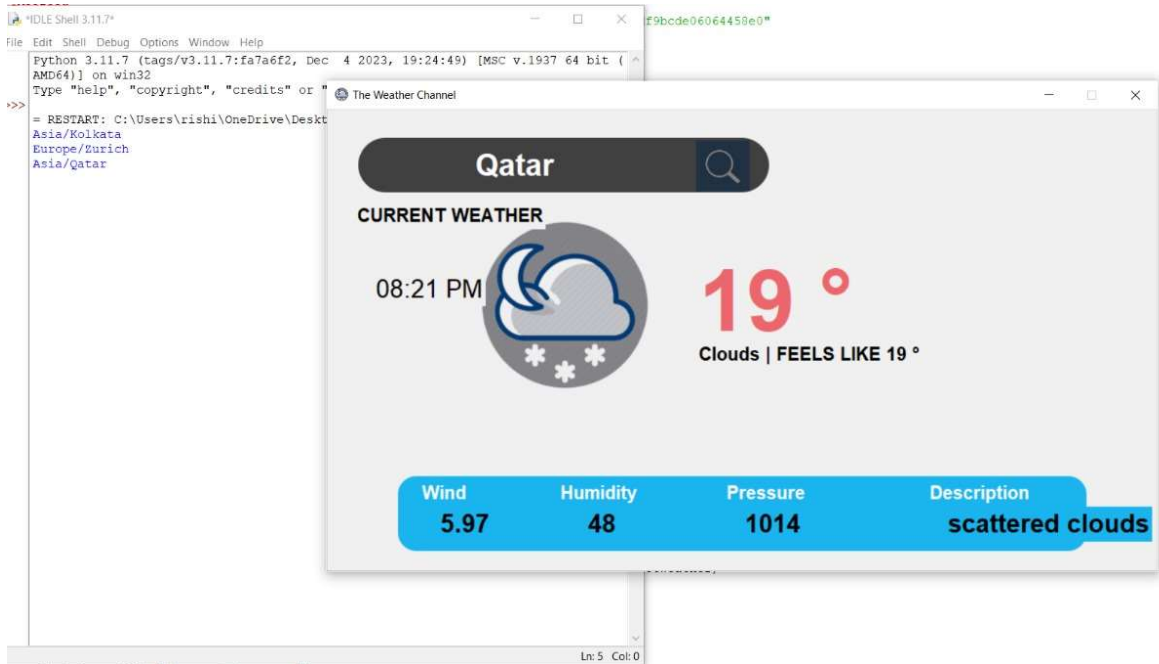 *IDLE Shell 3.11.7*
File Edit Shell Debug Options Window Help
Python 3.11.7 (tags/v3.11.7:fa7a6f2, Dec 4 2023, 19:24:49) [MSC v.1937 64 bit (
AMD64)] on win32
Type "help", "copyright", "credits" or "
>>>
= RESTART: C:\Users\rishi\OneDrive\Deskt
Asia/Kolkata
Europe/Zurich
Asia/Qatar
Ln: 5 Col: 0
f9bcde06064458e0"
The Weather Channel
Qatar
CURRENT WEATHER
08:21 PM
19 °
Clouds | FEELS LIKE 19 °
Wind Humidity Pressure Description
5.97 48 1014 scattered clouds